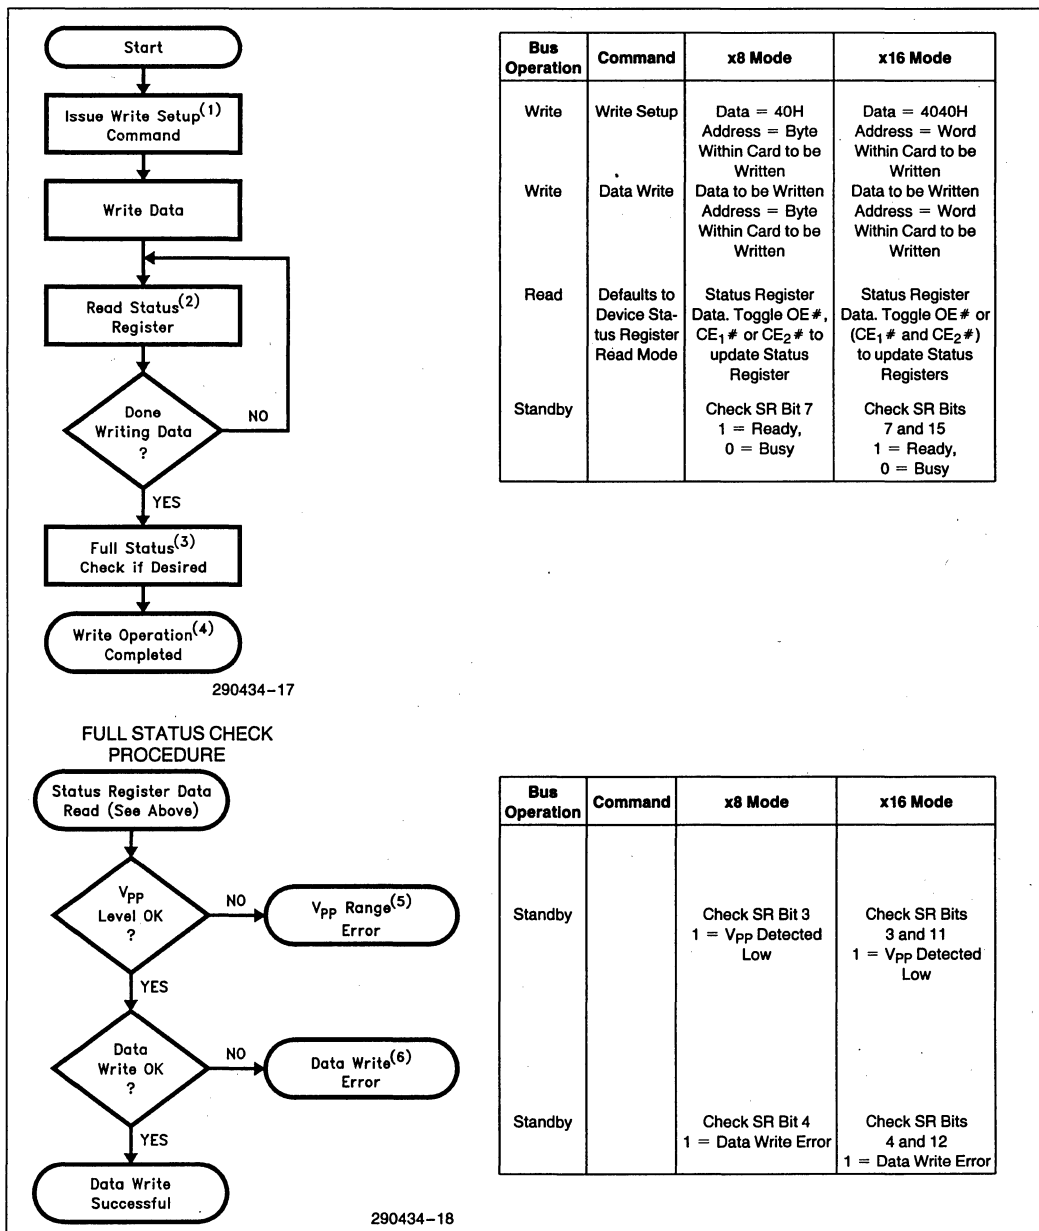 Start
Issue Write Setup(1)
Command
Write Data
Read Status(2)
Register
Done
Writing Data
?
NO
YES
Full Status(3)
Check if Desired
Write Operation(4)
Completed
290434-17
Bus
Operation
Command
x8 Mode
x16 Mode
Write
Write Setup
Data = 40H
Address = Byte
Within Card to be
Written
Data = 4040H
Address = Word
Within Card to be
Written
Write
Data Write
Data to be Written
Address = Byte
Within Card to be
Written
Data to be Written
Address = Word
Within Card to be
Written
Read
Defaults to
Device Sta-
tus Register
Read Mode
Status Register
Data. Toggle OE#,
CE1# or CE2# to
update Status
Register
Status Register
Data. Toggle OE# or
(CE1# and CE2#)
to update Status
Registers
Standby
Check SR Bit 7
1 = Ready,
0 = Busy
Check SR Bits
7 and 15
1 = Ready,
0 = Busy
FULL STATUS CHECK
PROCEDURE
Status Register Data
Read (See Above)
VPP
Level OK
?
NO
VPP Range(5)
Error
YES
Data
Write OK
?
NO
Data Write(6)
Error
YES
Data Write
Successful
290434-18
Bus
Operation
Command
x8 Mode
x16 Mode
Standby
Check SR Bit 3
1 = VPP Detected
Low
Check SR Bits
3 and 11
1 = VPP Detected
Low
Standby
Check SR Bit 4
1 = Data Write Error
Check SR Bits
4 and 12
1 = Data Write Error